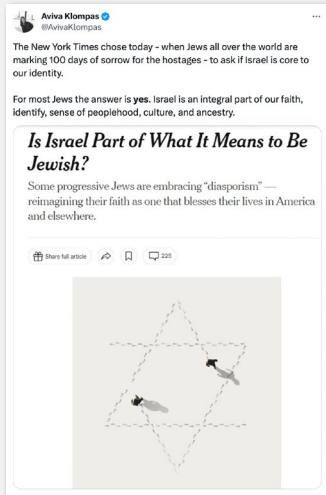 Aviva Klompas
@AvivaKlompas
The New York Times chose today - when Jews all over the world are
marking 100 days of sorrow for the hostages - to ask if Israel is core to
our identity.
For most Jews the answer is yes. Israel is an integral part of our faith,
identify, sense of peoplehood, culture, and ancestry.
Is Israel Part of What It Means to Be
Jewish?
Some progressive Jews are embracing “diasporism” —
reimagining their faith as one that blesses their lives in America
and elsewhere.
Share full article
225